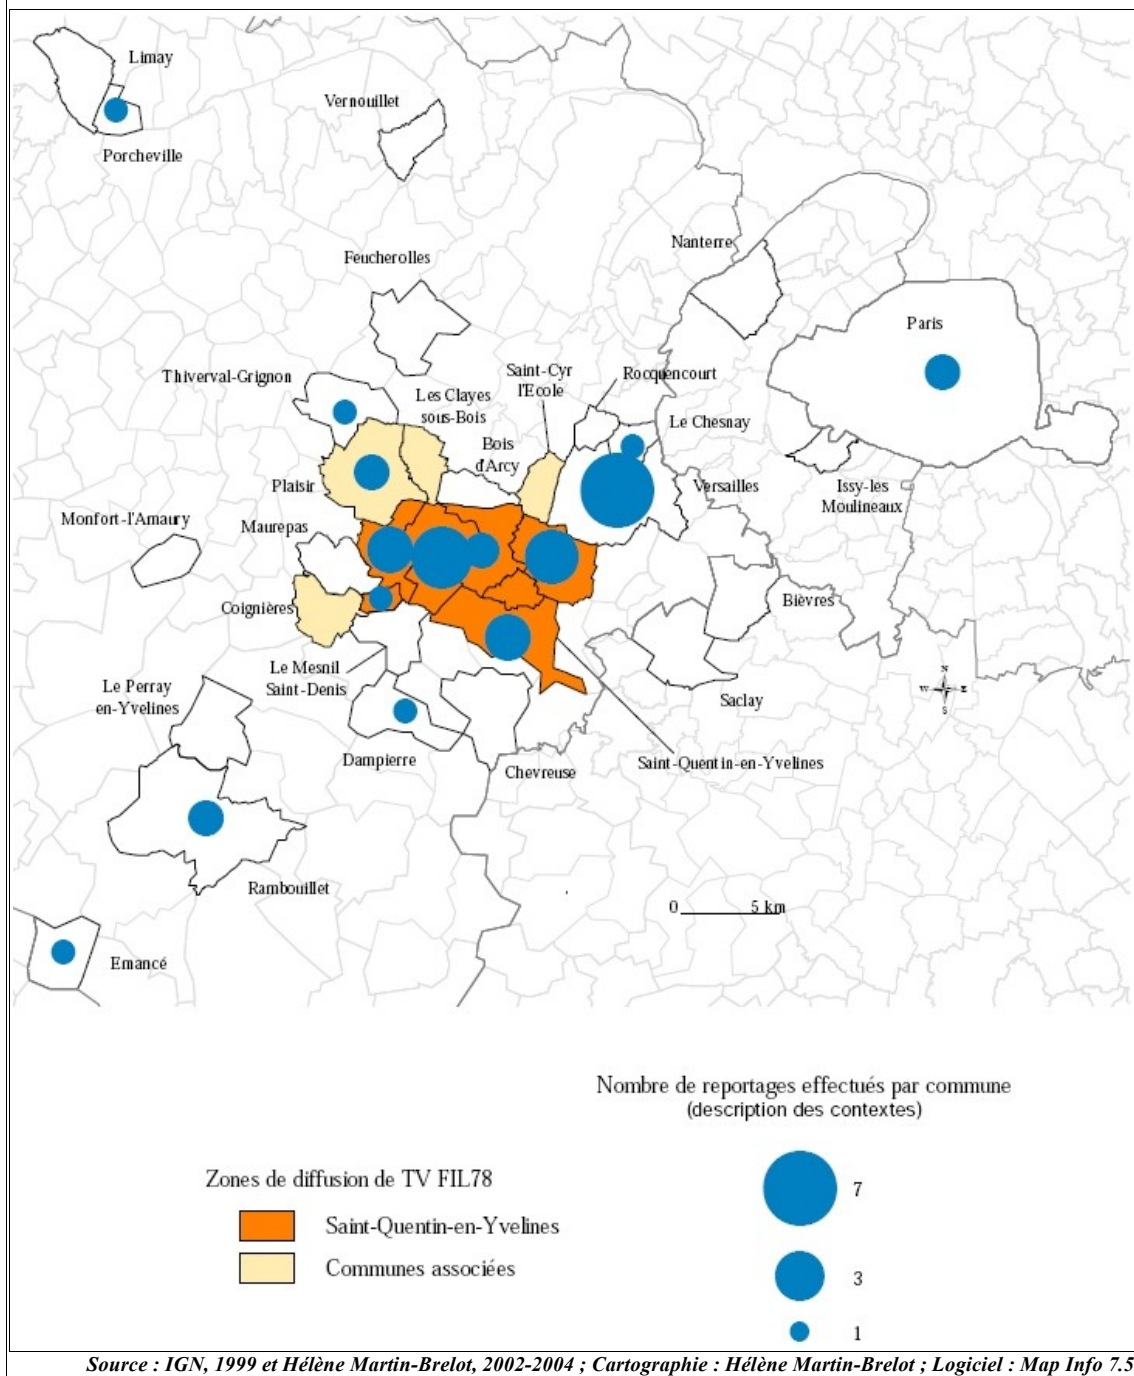 Limay
Vernouillet
Porcheville
Nanterre
Feucherolles
Paris
Thiverval-Grignon
Saint-Cyr
l'Ecole
Rocquencourt
Les Clayes
sous-Bois
Le Chesnay
Bois
d'Arcy
Plaisir
Versailles
Issy-les
Moulineaux
Monfort-l'Amaury
Maurepas
Coignières
Bièvres
Le Mesnil
Saint-Denis
Le Perray
en-Yvelines
N
W E
S
Saclay
Dampierre
Chevreuse
Saint-Quentin-en-Yvelines
Rambouillet
0 5 km
Emancé
Nombre de reportages effectués par commune
(description des contextes)
7
Zones de diffusion de TV FIL78
Saint-Quentin-en-Yvelines
Communes associées
3
1
Source : IGN, 1999 et Hélène Martin-Brelot, 2002-2004 ; Cartographie : Hélène Martin-Brelot ; Logiciel : Map Info 7.5